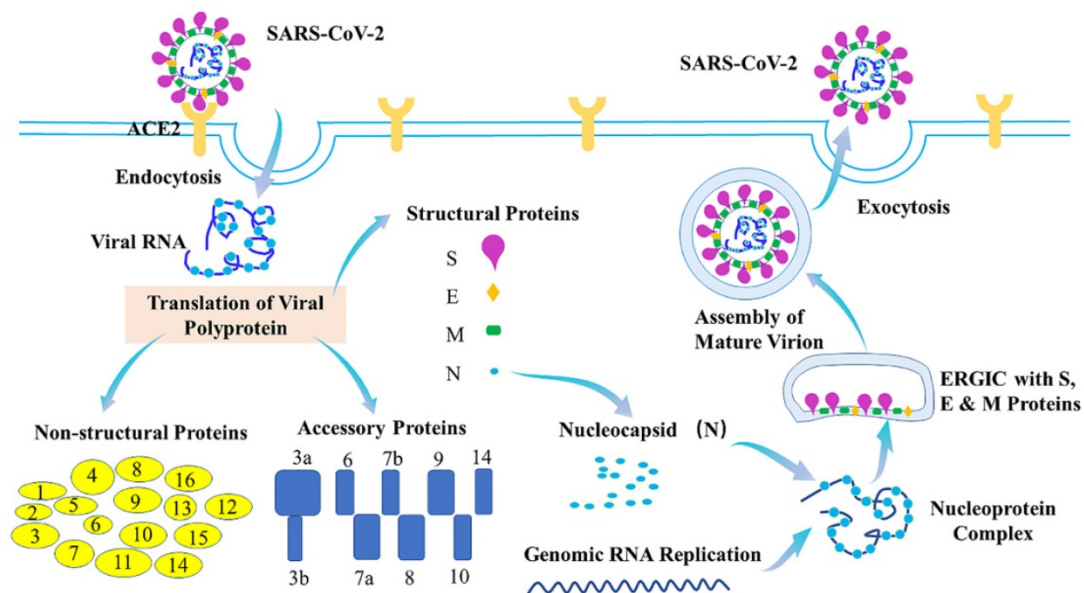 SARS-CoV-2
SARS-CoV-2
ACE2
Endocytosis
Exocytosis
Viral RNA
Structural Proteins
S
E
M
N
Translation of Viral
Polyprotein
Assembly of
Mature Virion
ERGIC with S,
E & M Proteins
Non-structural Proteins
1
2
3
4
5
6
7
8
9
10
11
12
13
14
15
16
Accessory Proteins
3a
6
7b
9
14
3b
7a
8
10
Nucleocapsid (N)
Nucleoprotein
Complex
Genomic RNA Replication